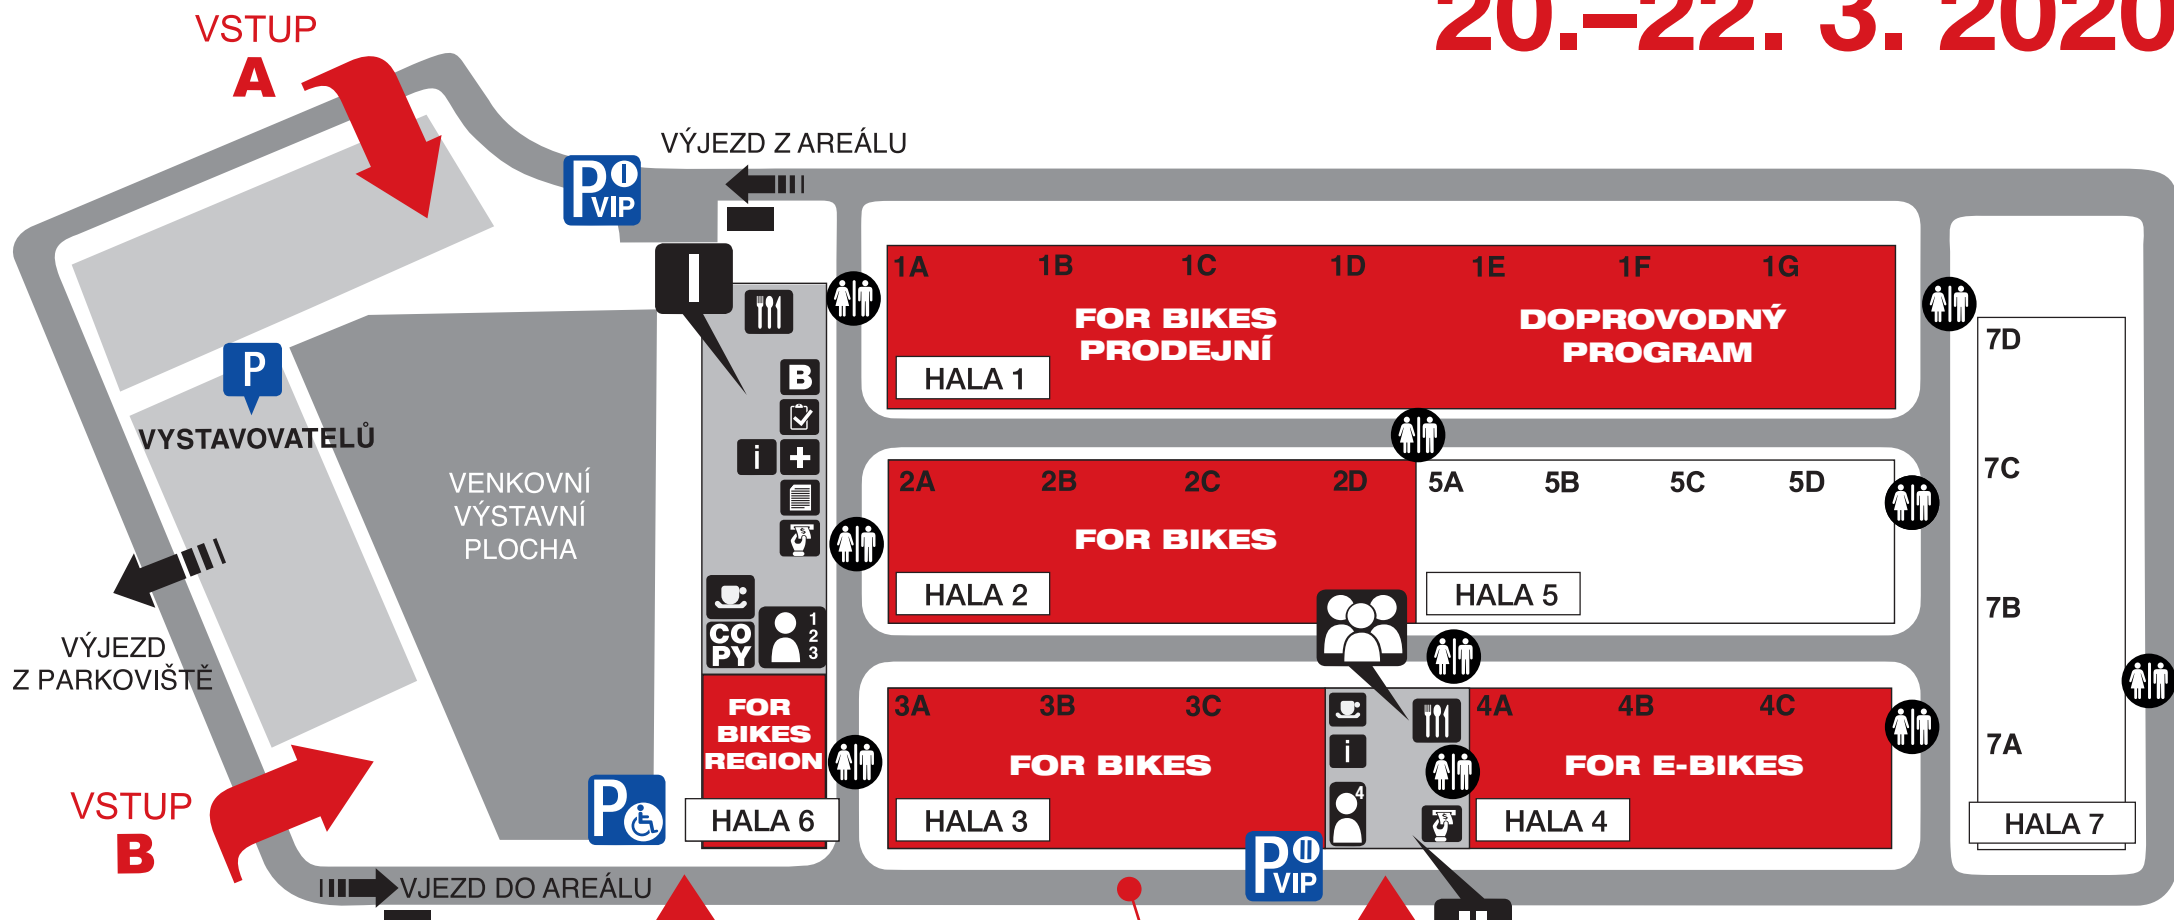 20.–22. 3. 2020
VSTUP
A
VÝJEZD Z AREÁLU
P I
VIP
I
1A 1B 1C 1D 1E 1F 1G
FOR BIKES
PRODEJNÍ
DOPROVODNÝ
PROGRAM
HALA 1
7D
P
VYSTAVOVATELŮ
B
i
VENKOVNÍ
VÝSTAVNÍ
PLOCHA
2A 2B 2C 2D 5A 5B 5C 5D
7C
FOR BIKES
HALA 2
HALA 5
7B
CO
PY
1
2
3
VÝJEZD
Z PARKOVIŠTĚ
FOR
BIKES
REGION
3A 3B 3C
4A 4B 4C
7A
i
FOR BIKES
FOR E-BIKES
4
VSTUP
B
P
HALA 6
HALA 3
HALA 4
HALA 7
P II
VIP
VJEZD DO AREÁLU